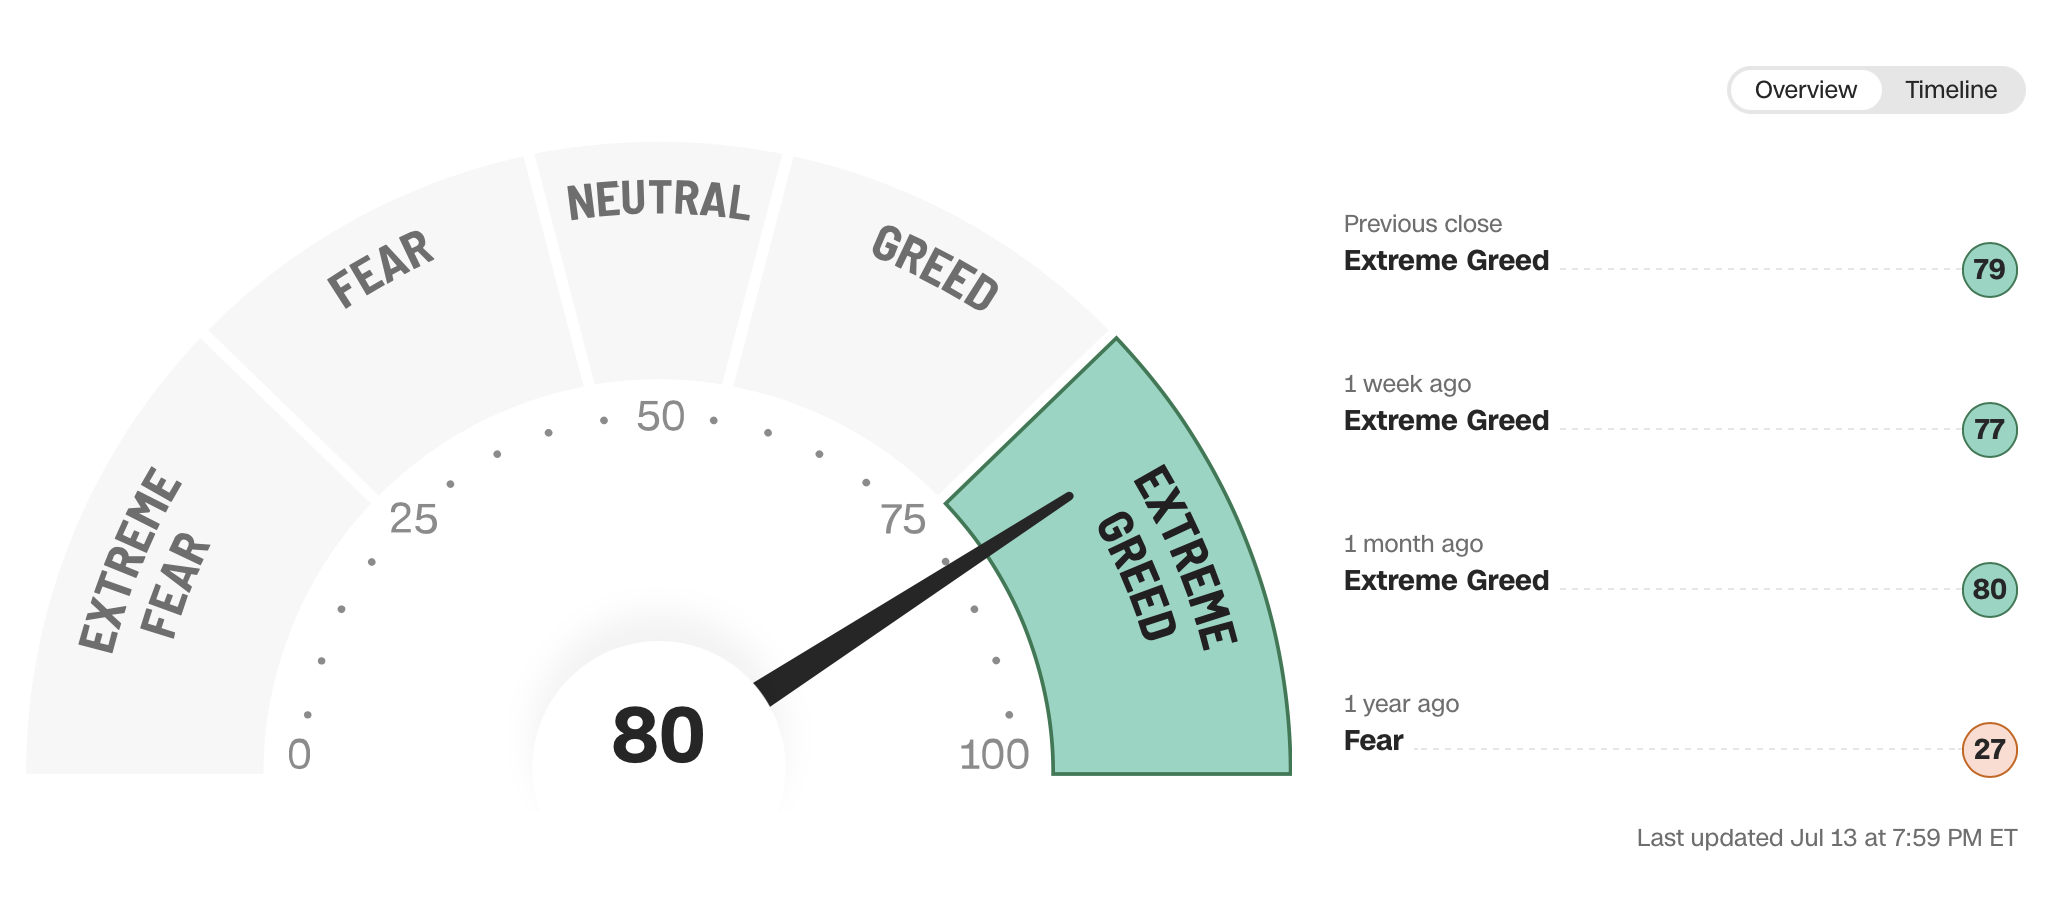 Overview
Timeline
EXTREME
FEAR
FEAR
NEUTRAL
GREED
EXTREME
GREED
0
25
50
75
100
80
Previous close
Extreme Greed
79
1 week ago
Extreme Greed
77
1 month ago
Extreme Greed
80
1 year ago
Fear
27
Last updated Jul 13 at 7:59 PM ET